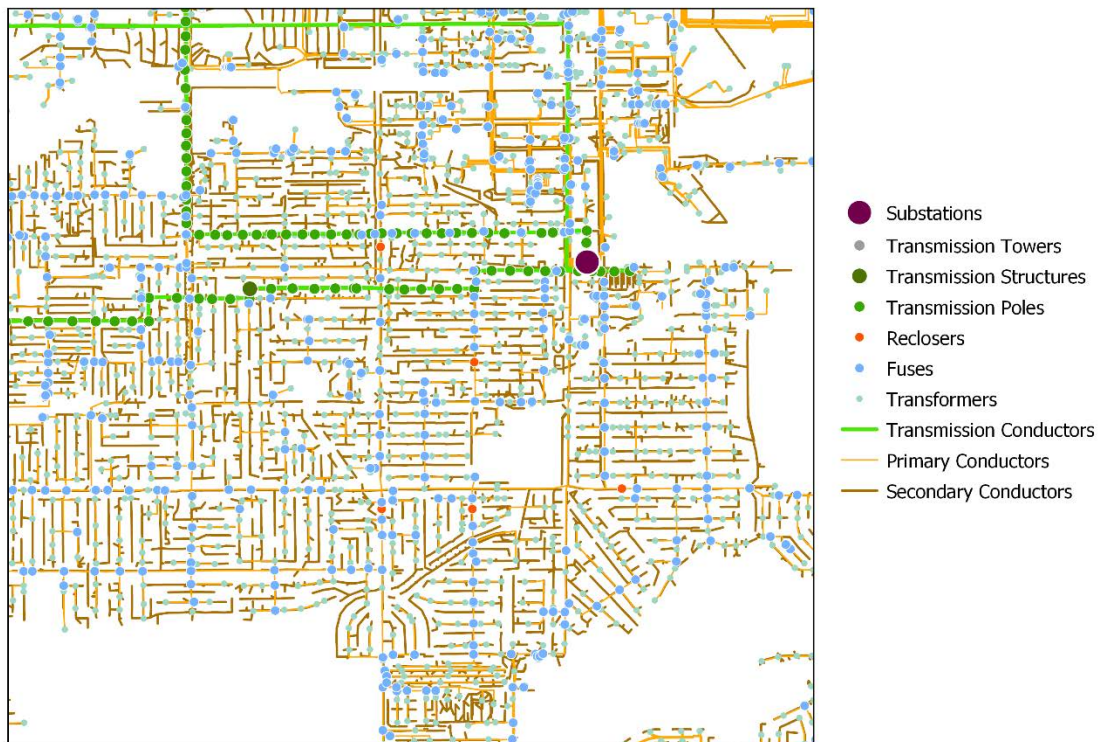 Substations
Transmission Towers
Transmission Structures
Transmission Poles
Reclosers
Fuses
Transformers
Transmission Conductors
Primary Conductors
Secondary Conductors